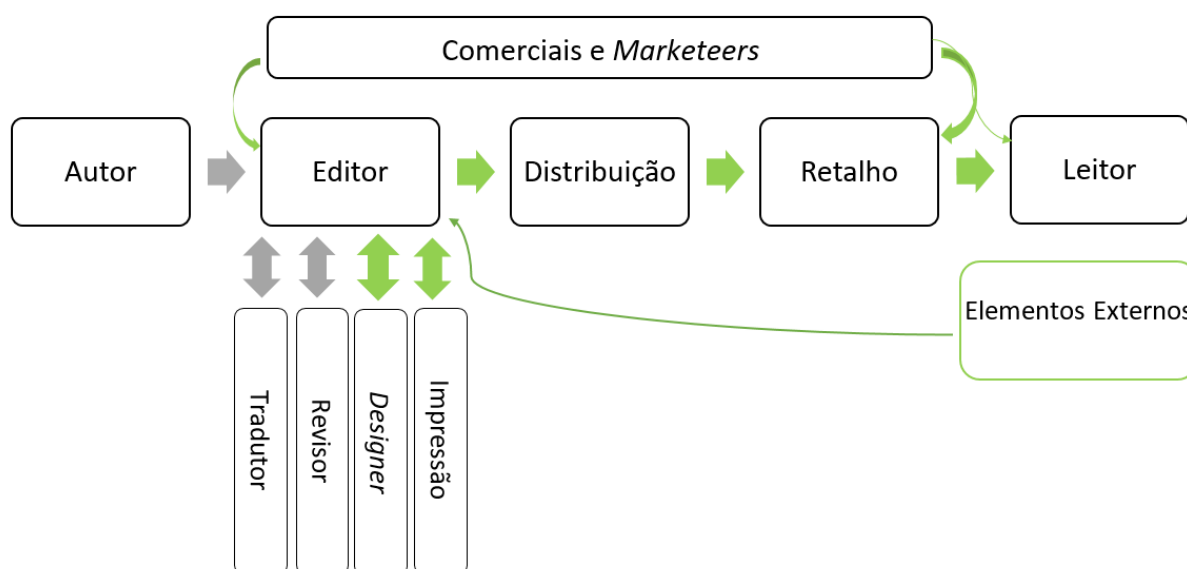 Comerciais e Marketeers
Autor
Editor
Distribuição
Retalho
Leitor
Elementos Externos
Tradutor
Revisor
Designer
Impressão